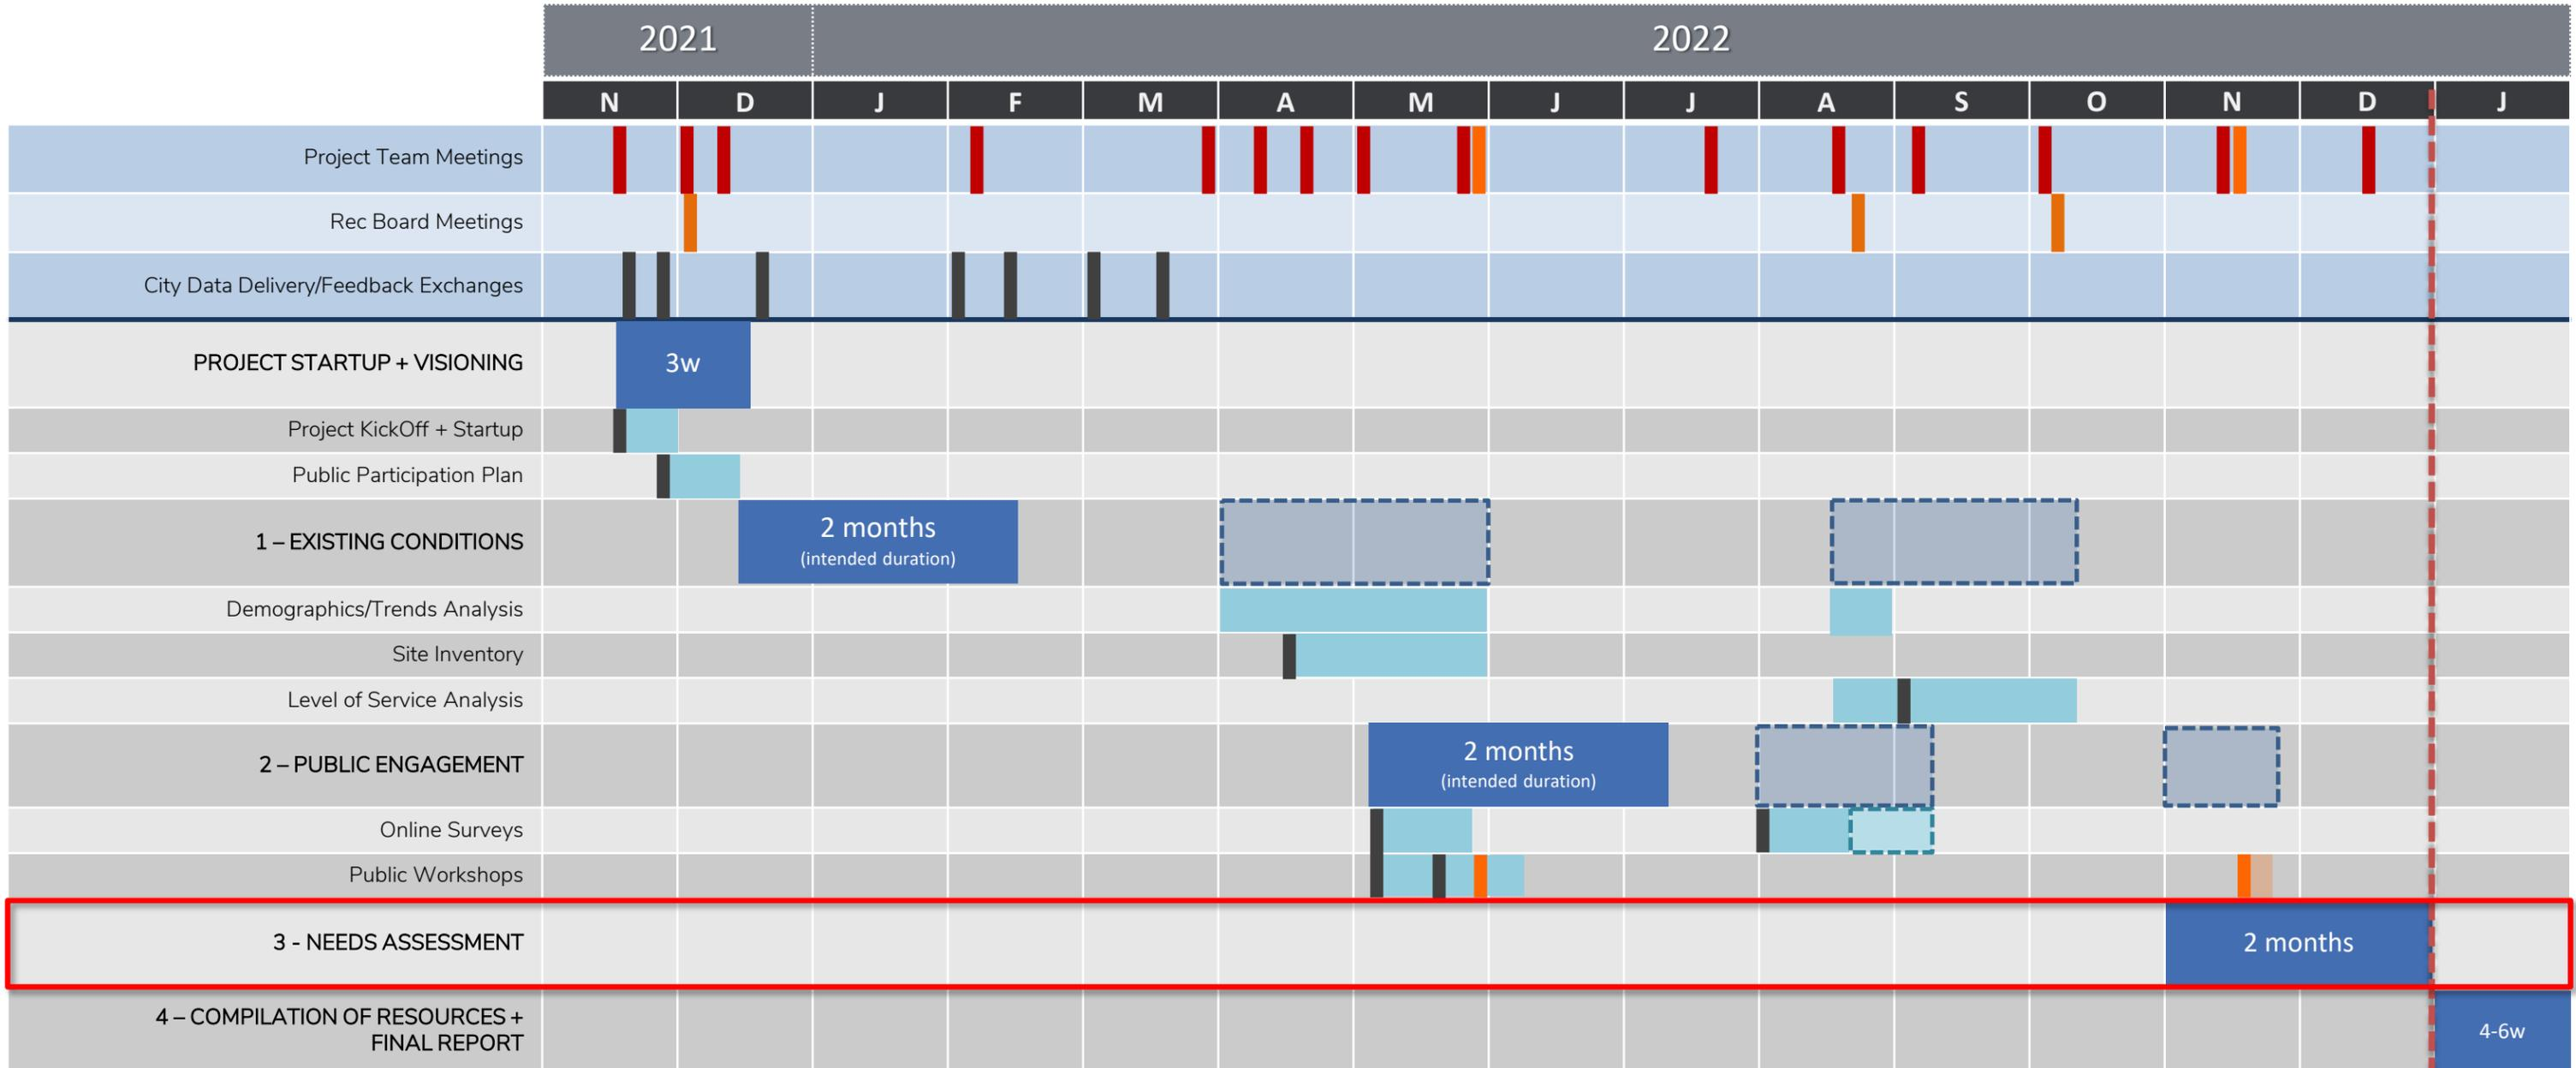 2021 2022
N D J F M A M J J A S O N D J
Project Team Meetings
Rec Board Meetings
City Data Delivery/Feedback Exchanges
PROJECT STARTUP + VISIONING
3w
Project KickOff + Startup
Public Participation Plan
1 – EXISTING CONDITIONS
2 months
(intended duration)
Demographics/Trends Analysis
Site Inventory
Level of Service Analysis
2 – PUBLIC ENGAGEMENT
2 months
(intended duration)
Online Surveys
Public Workshops
3 - NEEDS ASSESSMENT
2 months
4 – COMPILATION OF RESOURCES +
FINAL REPORT
4-6w